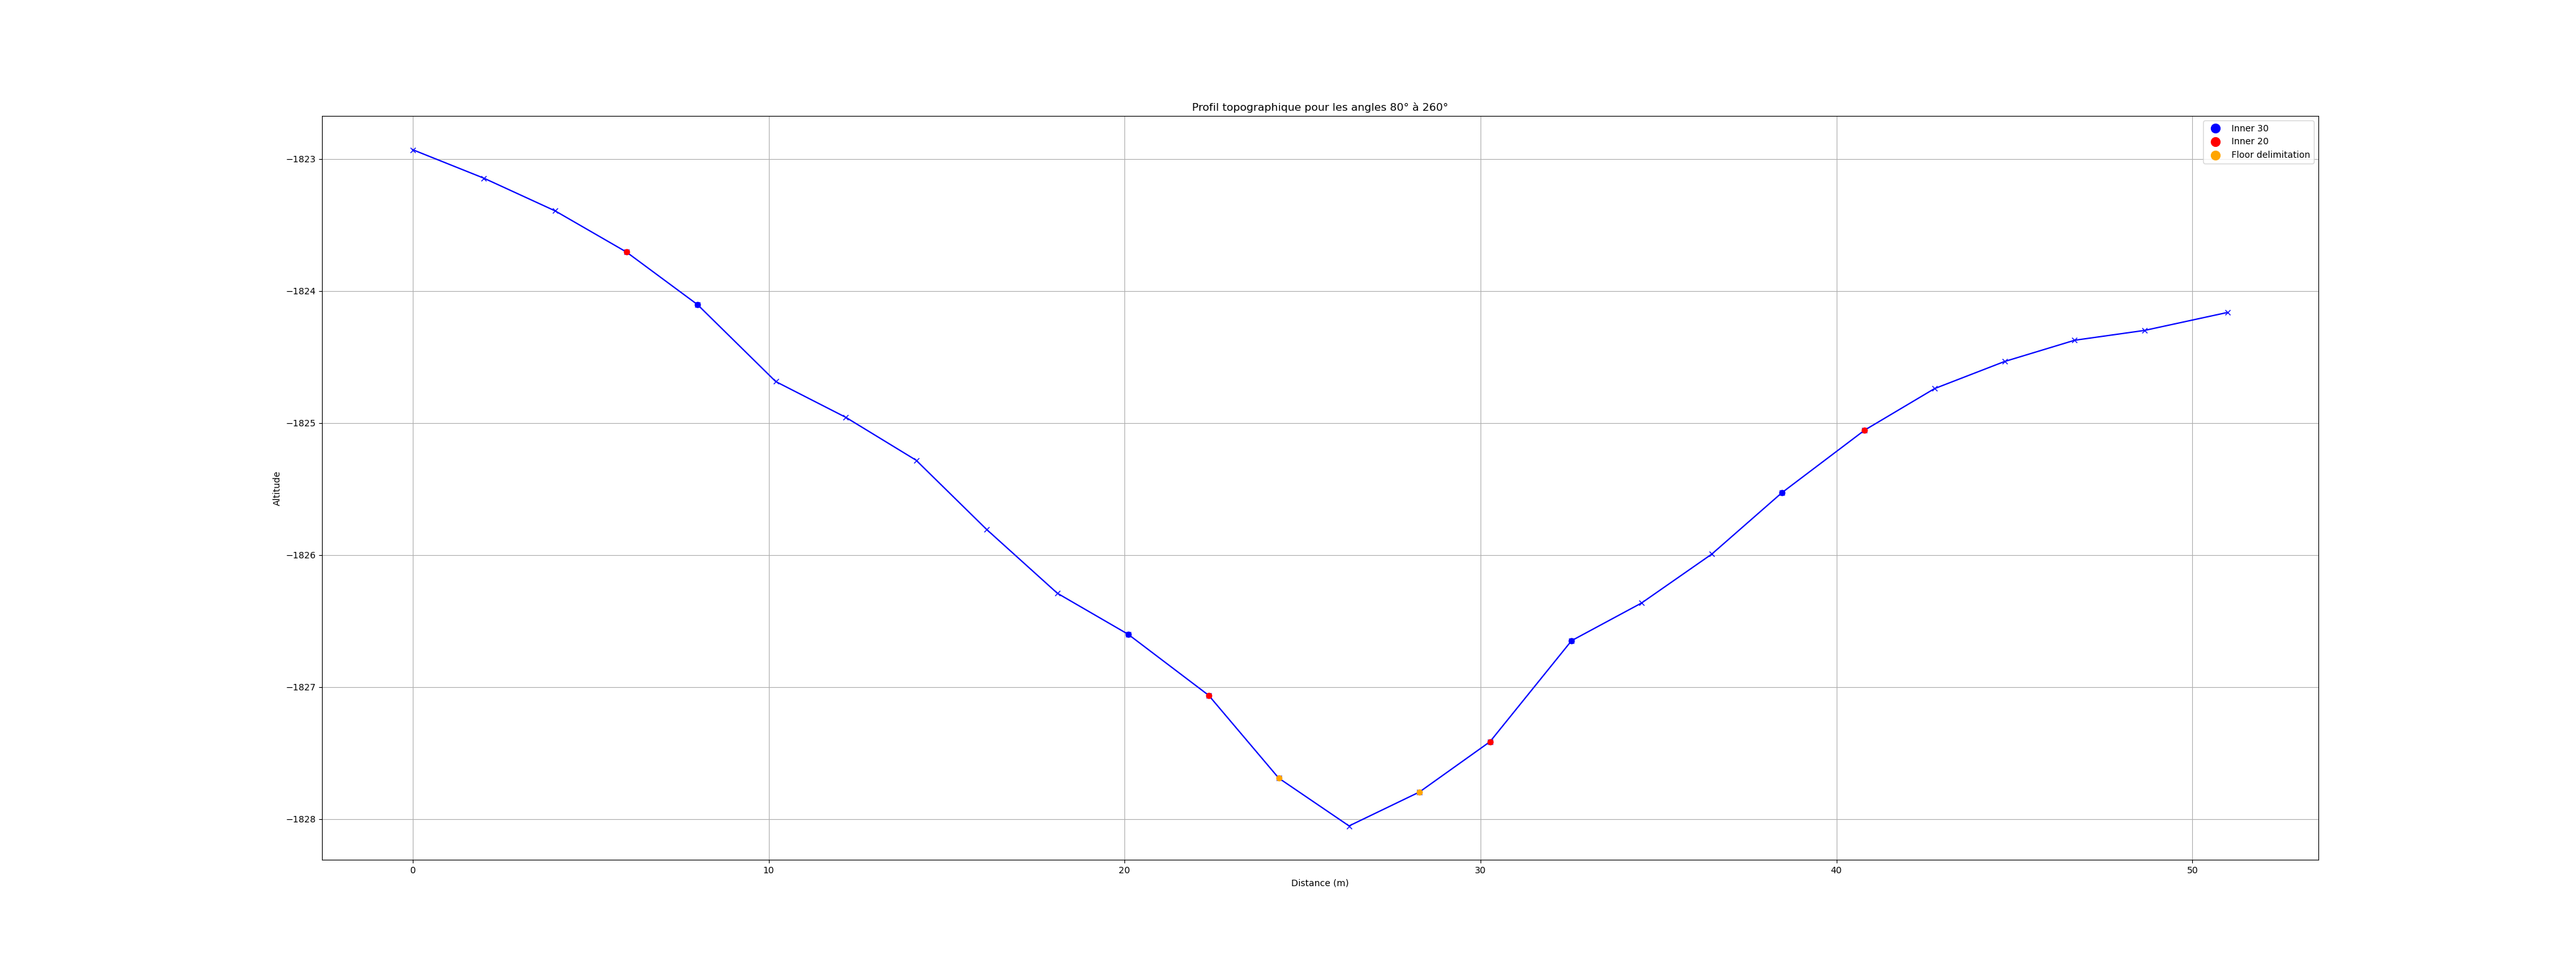 Profil topographique pour les angles 80° à 260°
Inner 30
Inner 20
Floor delimitation
−1823
−1824
−1825
−1826
−1827
−1828
Altitude
0 10 20 30 40 50
Distance (m)